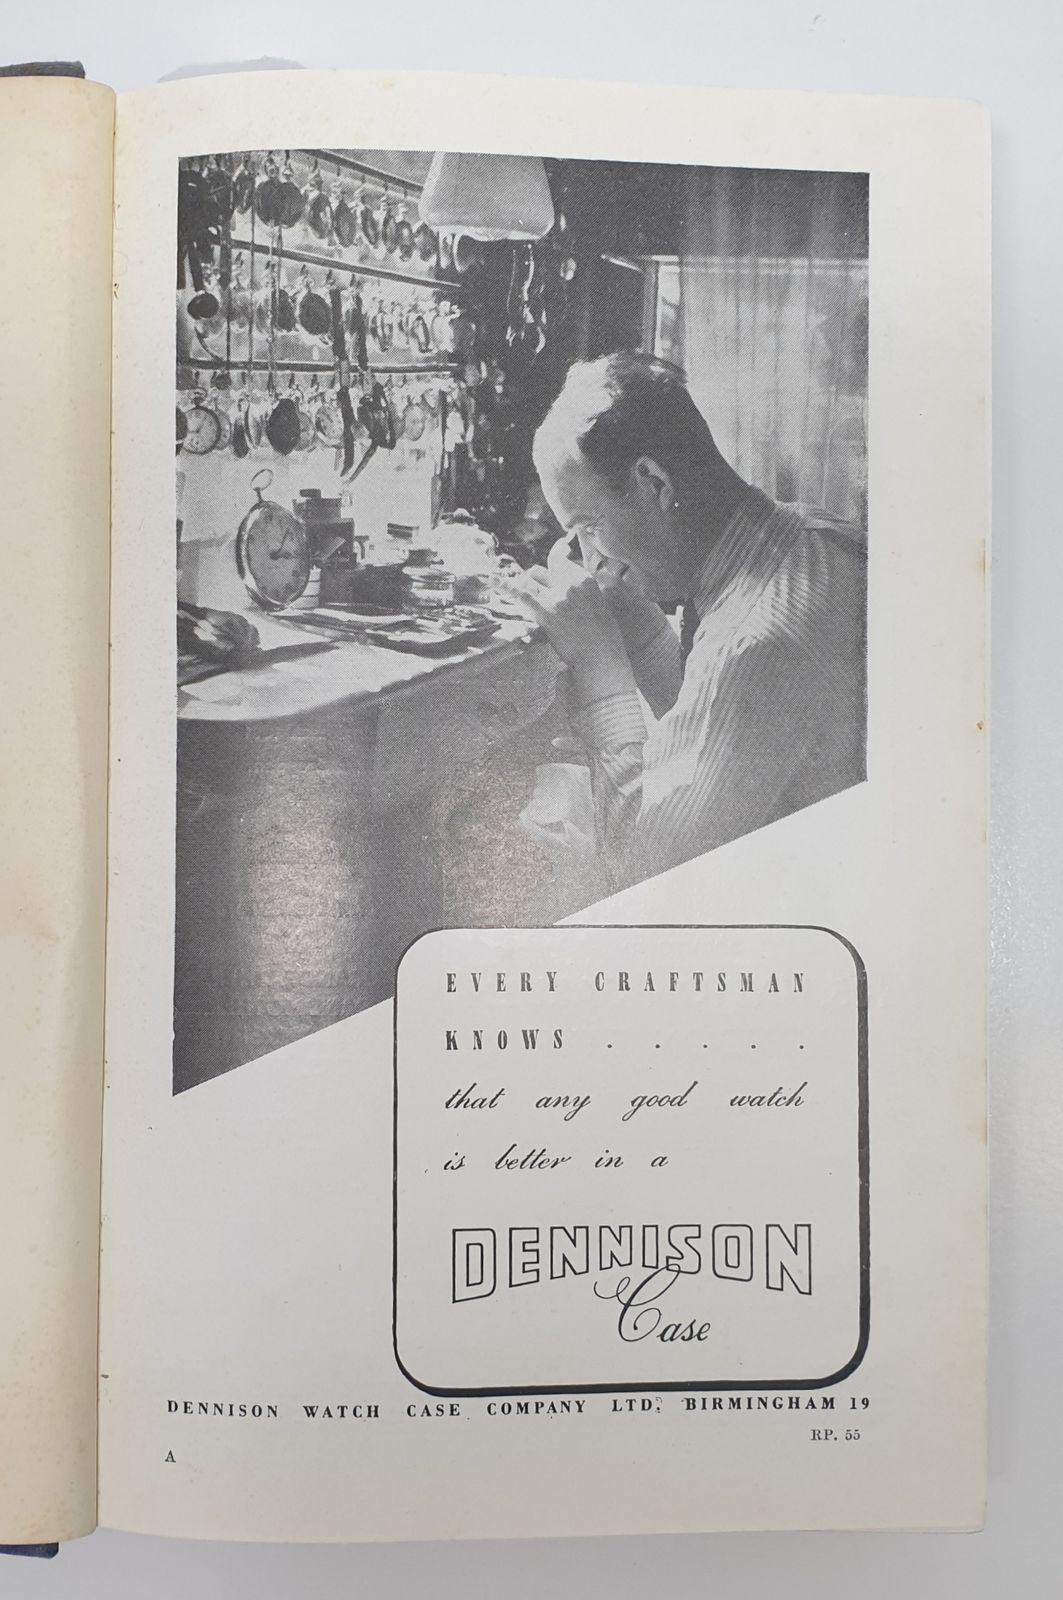 EVERY CRAFTSMAN
KNOWS . . . . .
that any good watch
is better in a
DENNISON
Case
DENNISON WATCH CASE COMPANY LTD. BIRMINGHAM 19
RP. 55
A